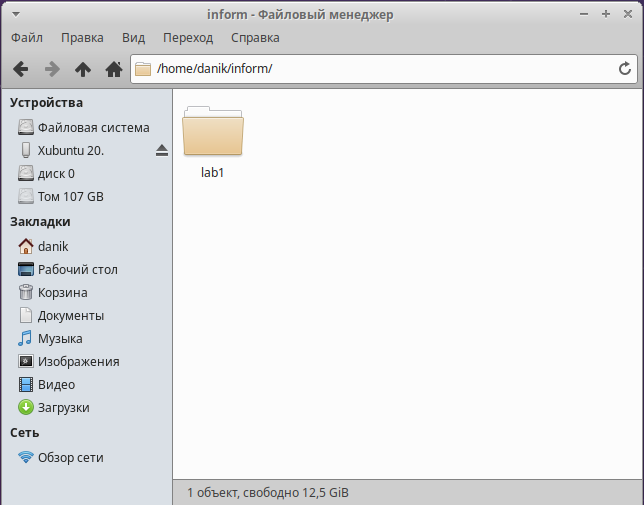 inform - Файловый менеджер
Файл Правка Вид Переход Справка
/home/danik/inform/
Устройства
Файловая система
Xubuntu 20.
диск 0
Том 107 GB
Закладки
danik
Рабочий стол
Корзина
Документы
Музыка
Изображения
Видео
Загрузки
Сеть
Обзор сети
lab1
1 объект, свободно 12,5 GiB